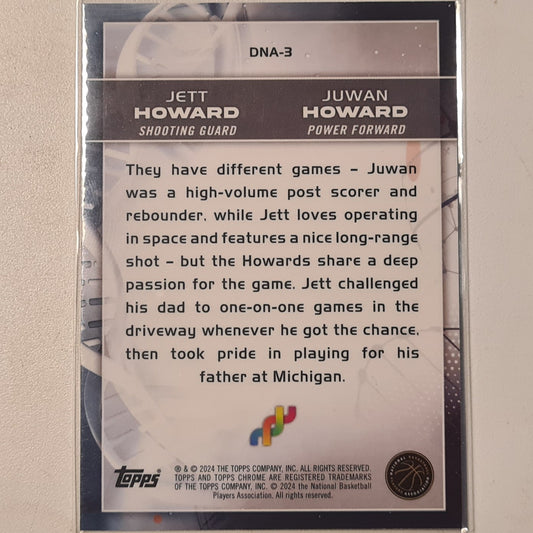 DNA-3
JETT JUWAN
HOWARD HOWARD
SHOOTING GUARD POWER FORWARD
They have different games – Juwan
was a high-volume post scorer and
rebounder, while Jett loves operating
in space and features a nice long-range
shot – but the Howards share a deep
passion for the game. Jett challenged
his dad to one-on-one games in the
driveway whenever he got the chance,
then took pride in playing for his
father at Michigan.
topps
® & © 2024 THE TOPPS COMPANY, INC. ALL RIGHTS RESERVED.
TOPPS AND TOPPS CHROME ARE REGISTERED TRADEMARKS
OF THE TOPPS COMPANY, INC. © 2024 the National Basketball
Players Association. All rights reserved.
NATIONAL BASKETBALL PLAYERS ASSOCIATION